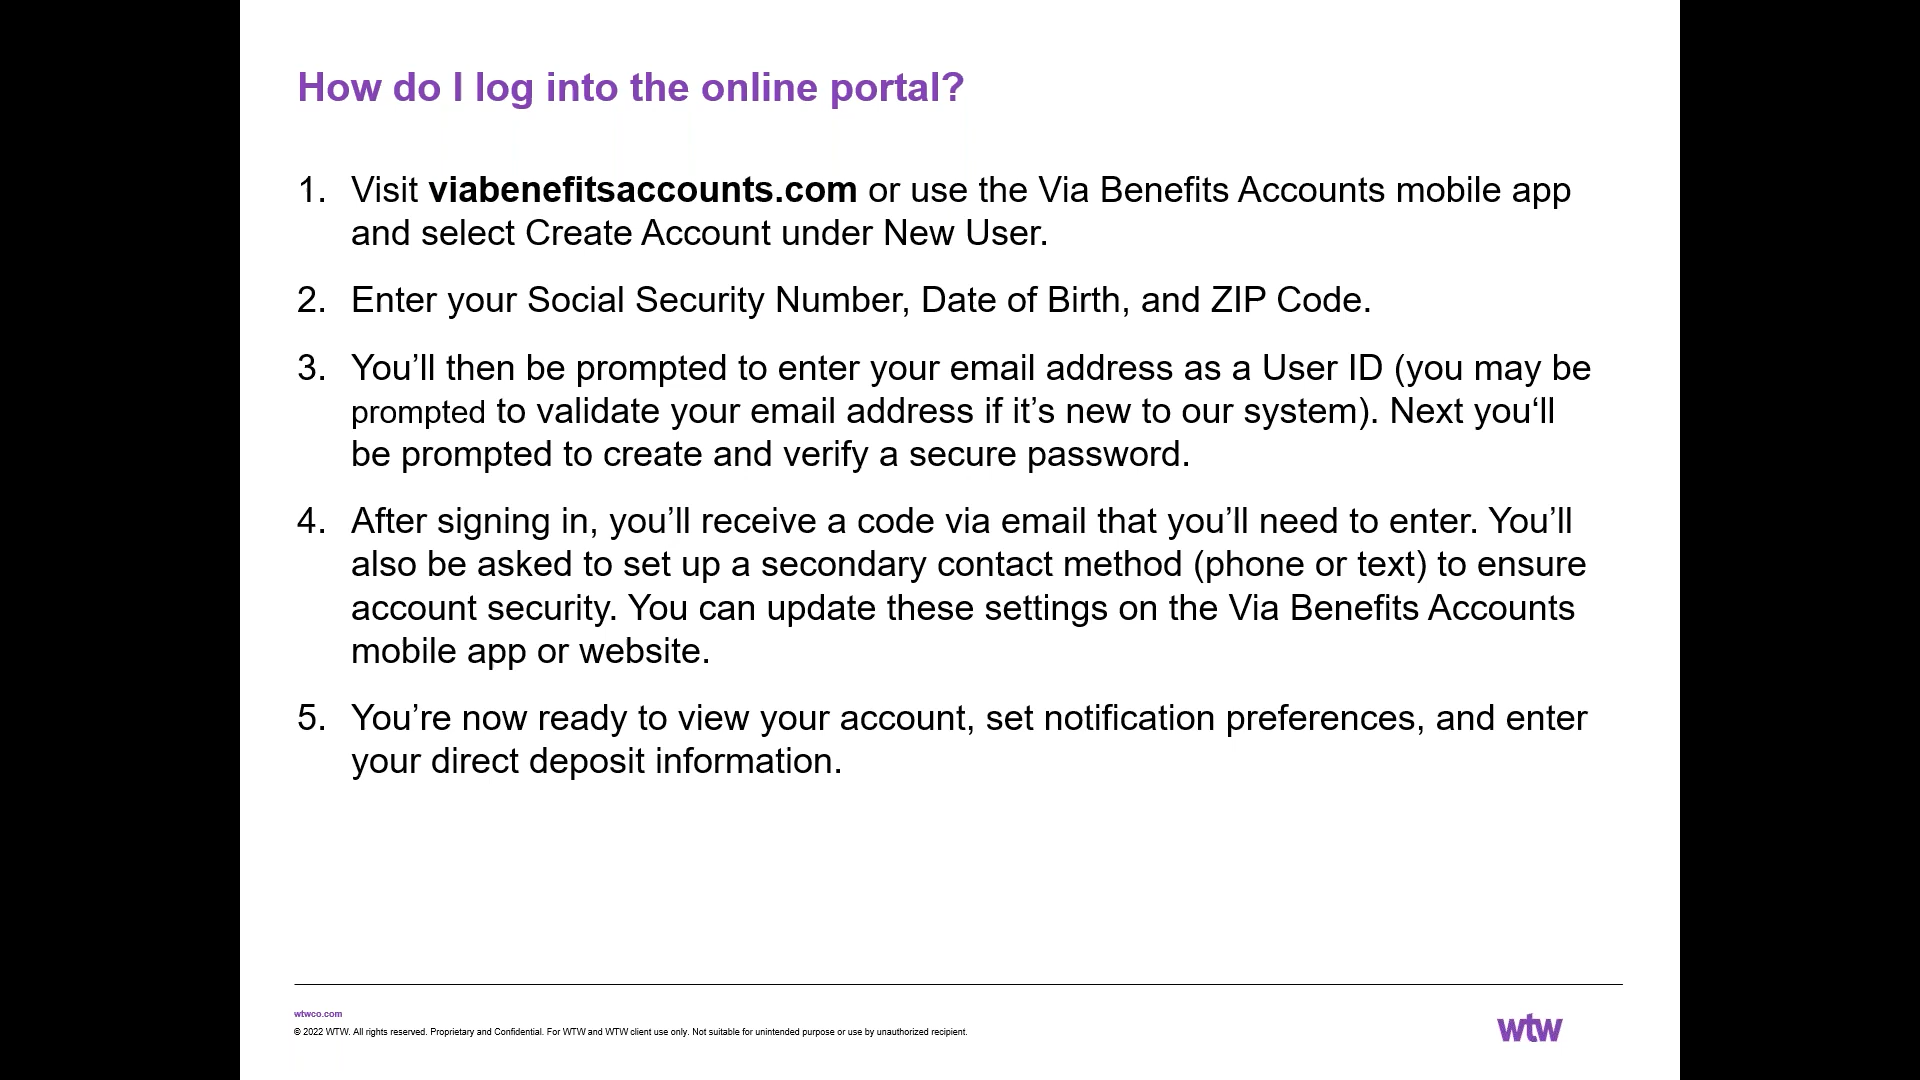 How do I log into the online portal?
1. Visit viabenefitsaccounts.com or use the Via Benefits Accounts mobile app
and select Create Account under New User.
2. Enter your Social Security Number, Date of Birth, and ZIP Code.
3. You’ll then be prompted to enter your email address as a User ID (you may be
prompted to validate your email address if it’s new to our system). Next you‘ll
be prompted to create and verify a secure password.
4. After signing in, you’ll receive a code via email that you’ll need to enter. You’ll
also be asked to set up a secondary contact method (phone or text) to ensure
account security. You can update these settings on the Via Benefits Accounts
mobile app or website.
5. You’re now ready to view your account, set notification preferences, and enter
your direct deposit information.
wtwco.com
© 2022 WTW. All rights reserved. Proprietary and Confidential. For WTW and WTW client use only. Not suitable for unintended purpose or use by unauthorized recipient.
wtw